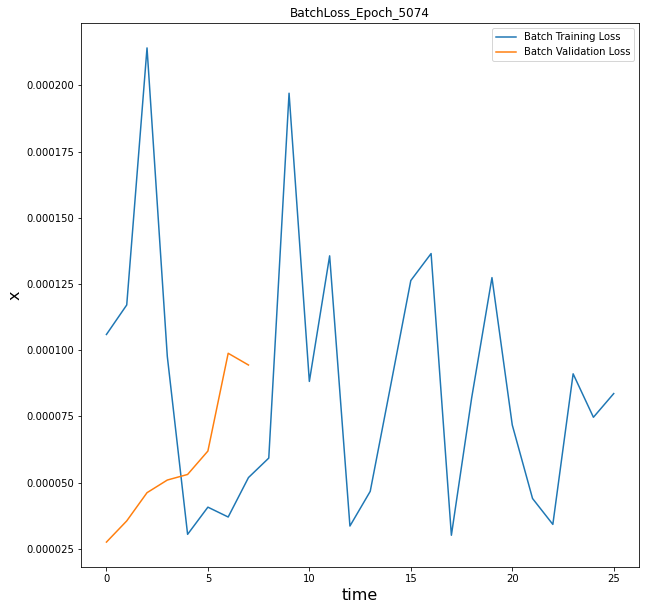 BatchLoss_Epoch_5074
Batch Training Loss
Batch Validation Loss
0.000200
0.000175
0.000150
0.000125
0.000100
0.000075
0.000050
0.000025
x
0 5 10 15 20 25
time